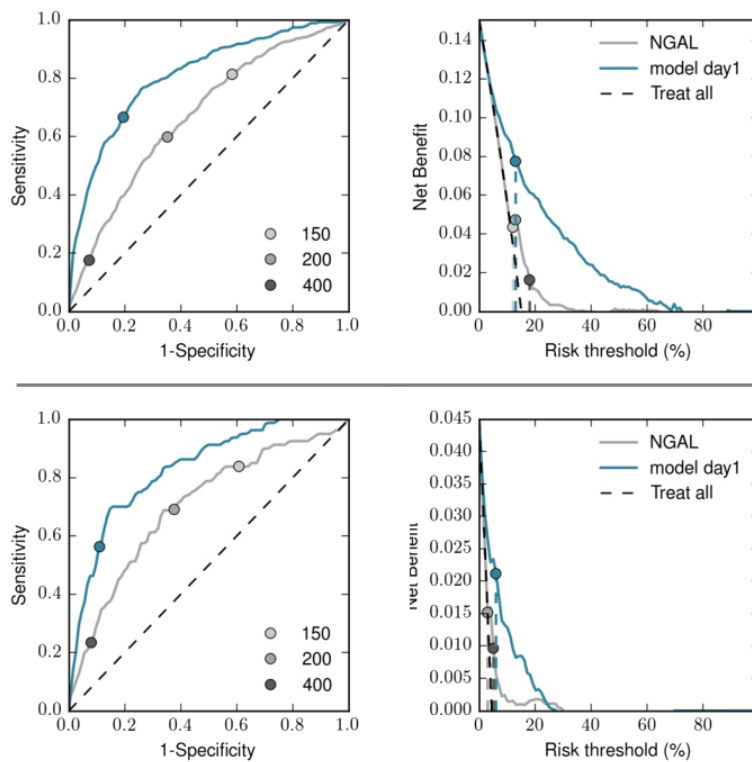 1.0
0.8
0.6
0.4
0.2
0.0
Sensitivity
150
200
400
0.0 0.2 0.4 0.6 0.8 1.0
1-Specificity
0.14
0.12
0.10
0.08
0.06
0.04
0.02
0.00
Net Benefit
NGAL
model day1
Treat all
0 20 40 60 80
Risk threshold (%)
1.0
0.8
0.6
0.4
0.2
0.0
Sensitivity
150
200
400
0.0 0.2 0.4 0.6 0.8 1.0
1-Specificity
0.045
0.040
0.035
0.030
0.025
0.020
0.015
0.010
0.005
0.000
Net Benefit
NGAL
model day1
Treat all
0 20 40 60 80
Risk threshold (%)